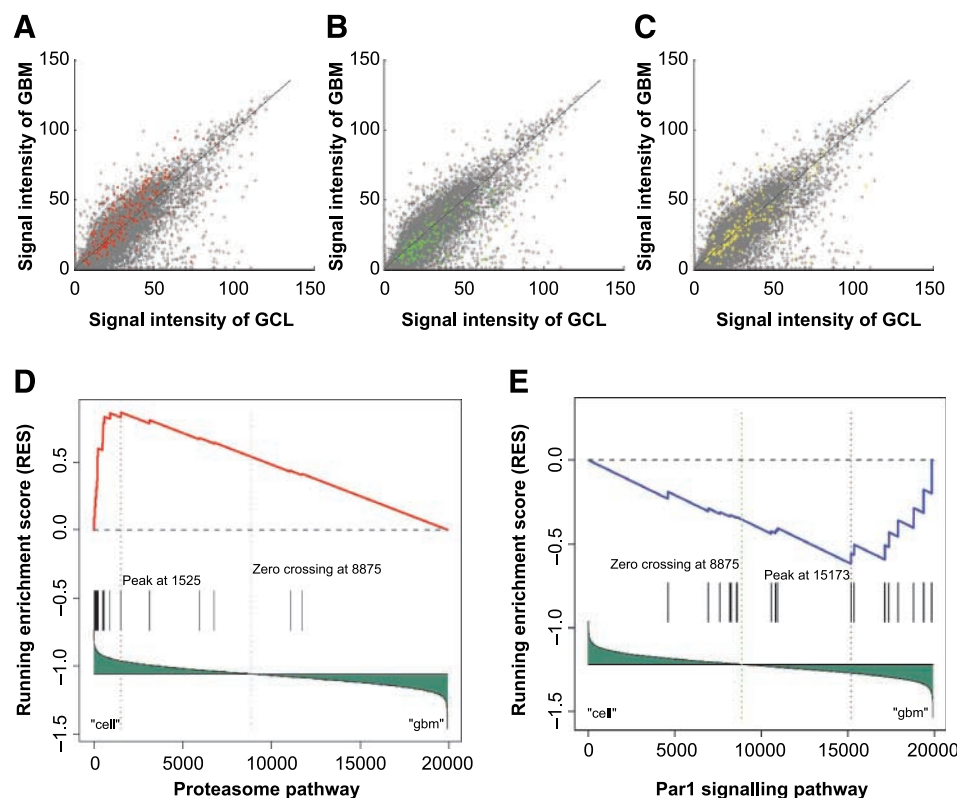 A
B
C
Signal intensity of GBM
150
100
50
0
0 50 100 150
Signal intensity of GCL
Signal intensity of GBM
150
100
50
0
0 50 100 150
Signal intensity of GCL
Signal intensity of GBM
150
100
50
0
0 50 100 150
Signal intensity of GCL
D
Running enrichment score (RES)
0.5
0.0
−0.5
−1.0
−1.5
Peak at 1525
Zero crossing at 8875
"cell"
"gbm"
0 5000 10000 15000 20000
Proteasome pathway
E
Running enrichment score (RES)
0.0
−0.5
−1.0
−1.5
Zero crossing at 8875
Peak at 15173
"cell"
"gbm"
0 5000 10000 15000 20000
Par1 signalling pathway